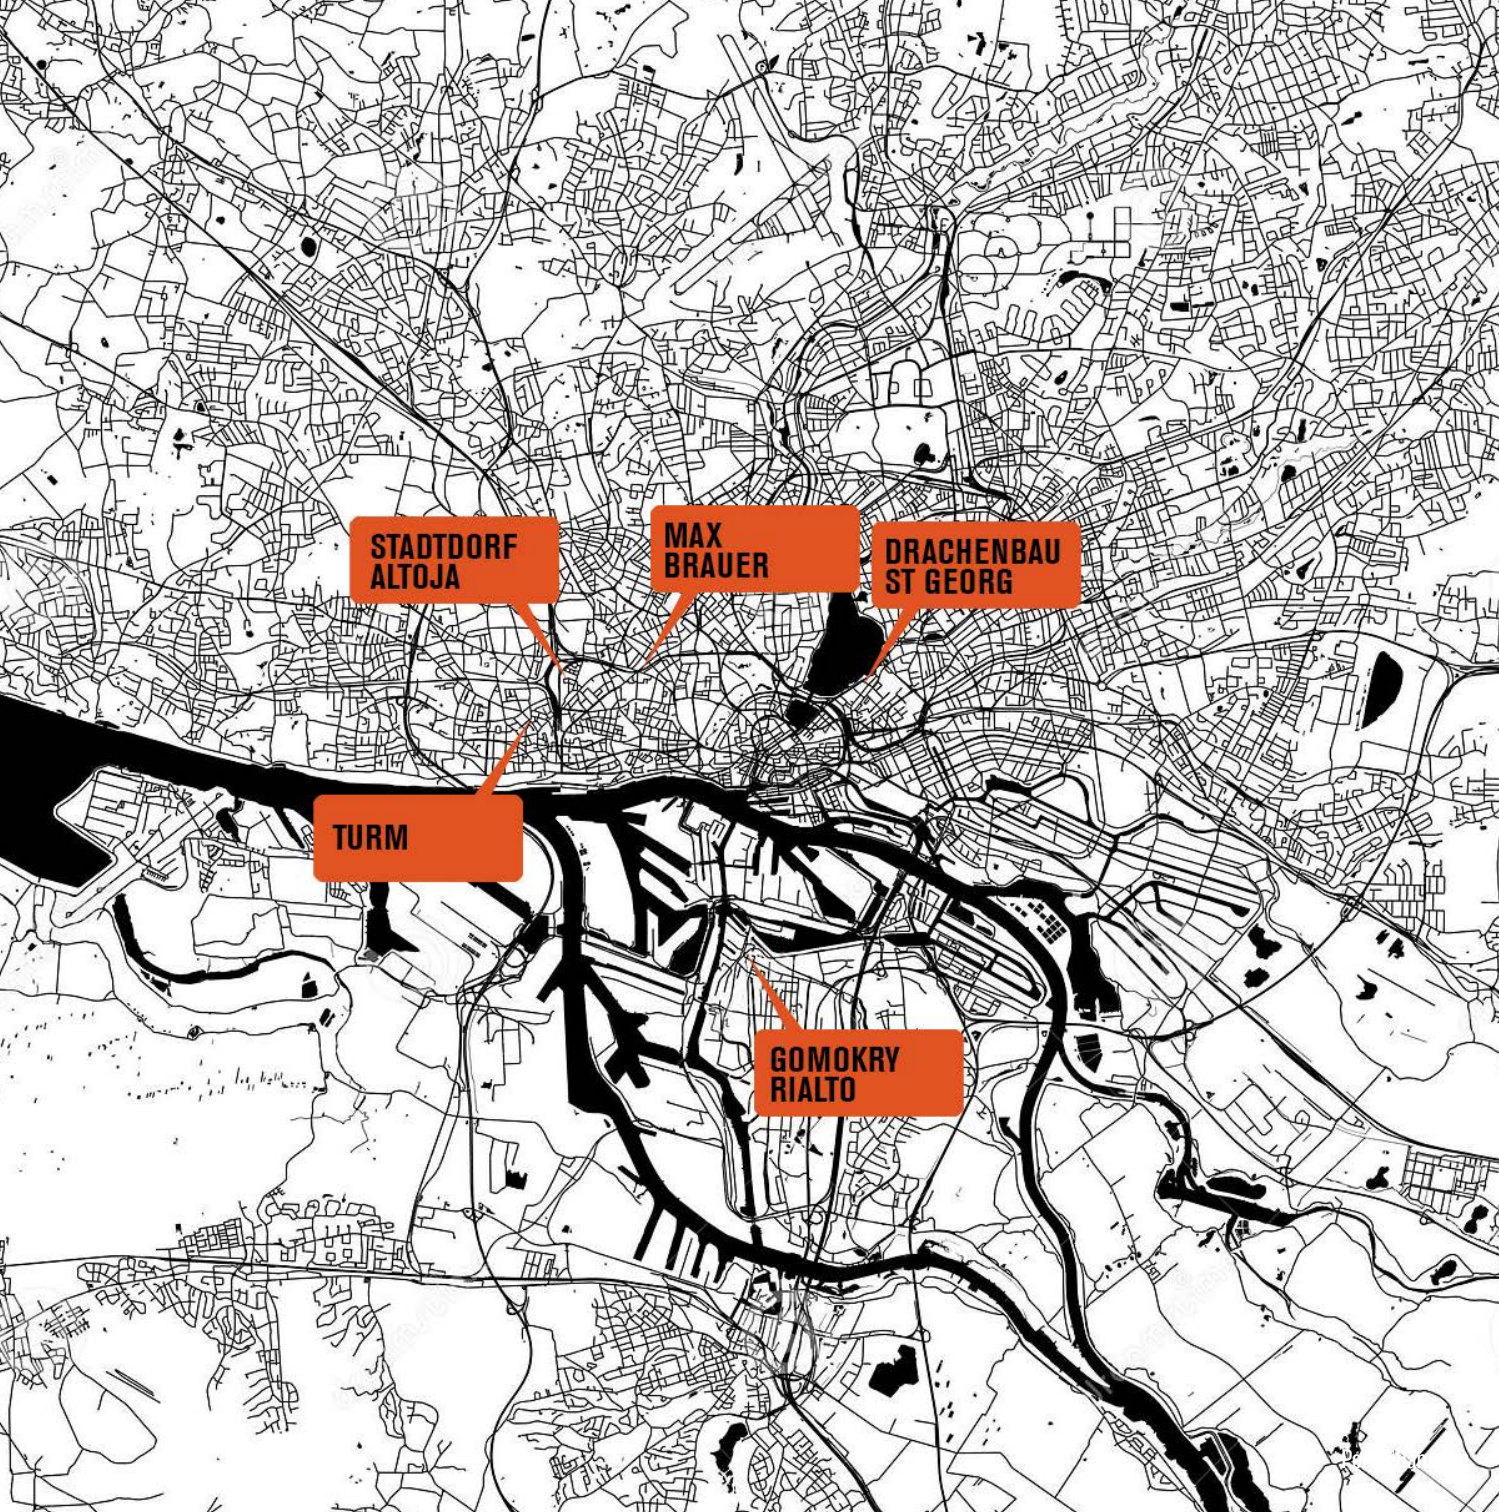 STADTDORF
ALTOJA
MAX
BRAUER
DRACHENBAU
ST GEORG
TURM
GOMOKRY
RIALTO